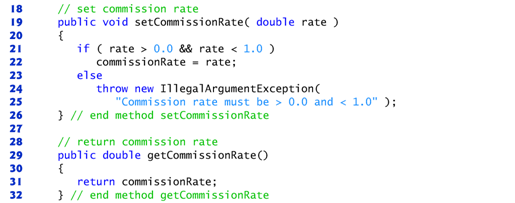 18 // set commission rate
19 public void setCommissionRate( double rate )
20 {
21 if ( rate > 0.0 && rate < 1.0 )
22 commissionRate = rate;
23 else
24 throw new IllegalArgumentException(
25 "Commission rate must be > 0.0 and < 1.0" );
26 } // end method setCommissionRate
27
28 // return commission rate
29 public double getCommissionRate()
30 {
31 return commissionRate;
32 } // end method getCommissionRate